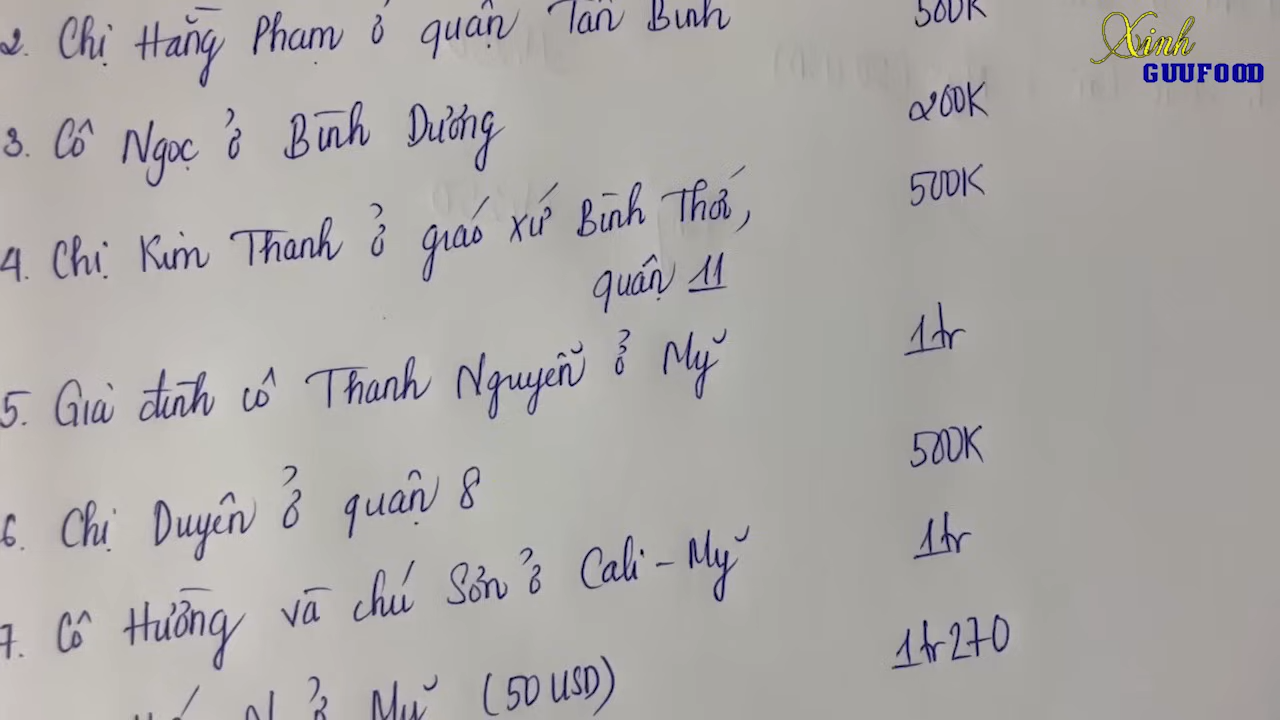 2. Chị Hằng Phạm ở quận Tân Bình 500K
Xinh
GUUFOOD
3. Cô Ngọc ở Bình Dương 200K
4. Chị Kim Thanh ở giáo xứ Bình Thới, 500K
quận 11
5. Gia đình cô Thanh Nguyễn ở Mỹ 1tr
6. Chị Duyên ở quận 8 500K
7. Cô Hường và chú Sơn ở Cali - Mỹ 1tr
ở Mỹ (50 USD) 1tr270